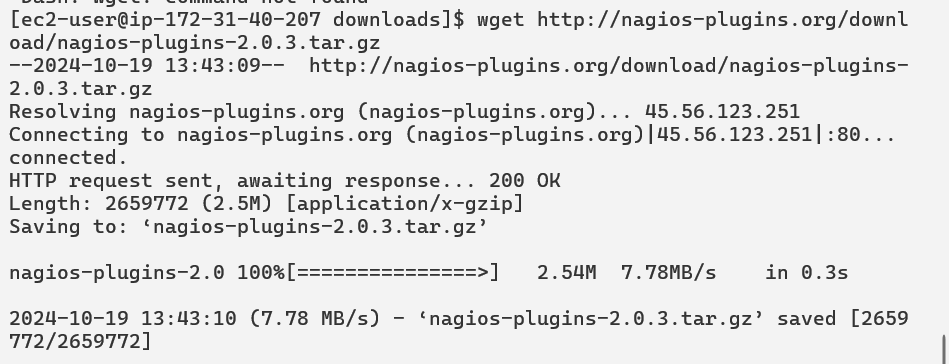 -bash: wget: command not found
[ec2-user@ip-172-31-40-207 downloads]$ wget http://nagios-plugins.org/downl
oad/nagios-plugins-2.0.3.tar.gz
--2024-10-19 13:43:09--  http://nagios-plugins.org/download/nagios-plugins-
2.0.3.tar.gz
Resolving nagios-plugins.org (nagios-plugins.org)... 45.56.123.251
Connecting to nagios-plugins.org (nagios-plugins.org)|45.56.123.251|:80...
connected.
HTTP request sent, awaiting response... 200 OK
Length: 2659772 (2.5M) [application/x-gzip]
Saving to: ‘nagios-plugins-2.0.3.tar.gz’
nagios-plugins-2.0 100%[===============>]   2.54M  7.78MB/s    in 0.3s
2024-10-19 13:43:10 (7.78 MB/s) - ‘nagios-plugins-2.0.3.tar.gz’ saved [2659
772/2659772]